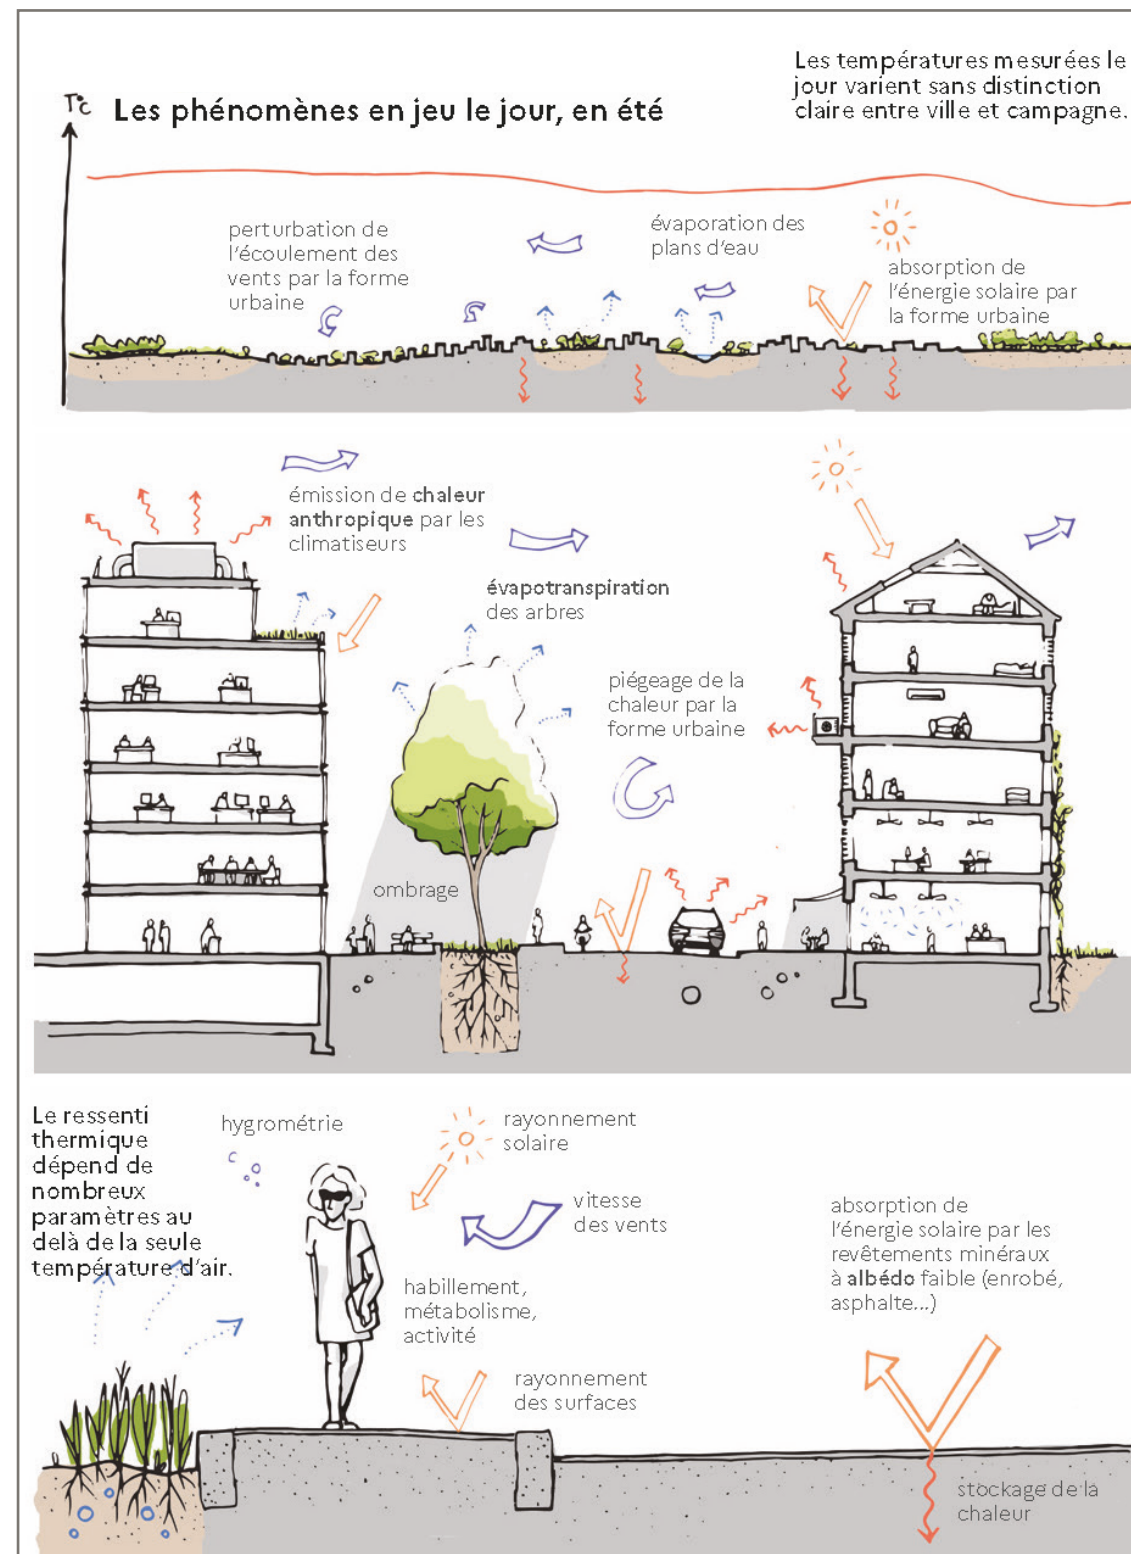 Les températures mesurées le
jour varient sans distinction
claire entre ville et campagne.
T°C
Les phénomènes en jeu le jour, en été
perturbation de
l'écoulement des
vents par la forme
urbaine
évaporation des
plans d'eau
absorption de
l'énergie solaire par
la forme urbaine
émission de chaleur
anthropique par les
climatiseurs
évapotranspiration
des arbres
piégeage de la
chaleur par la
forme urbaine
ombrage
Le ressenti
thermique
dépend de
nombreux
paramètres au
delà de la seule
température d'air.
hygrométrie
rayonnement
solaire
vitesse
des vents
habillement,
métabolisme,
activité
rayonnement
des surfaces
absorption de
l'énergie solaire par les
revêtements minéraux
à albédo faible (enrobé,
asphalte...)
stockage de la
chaleur